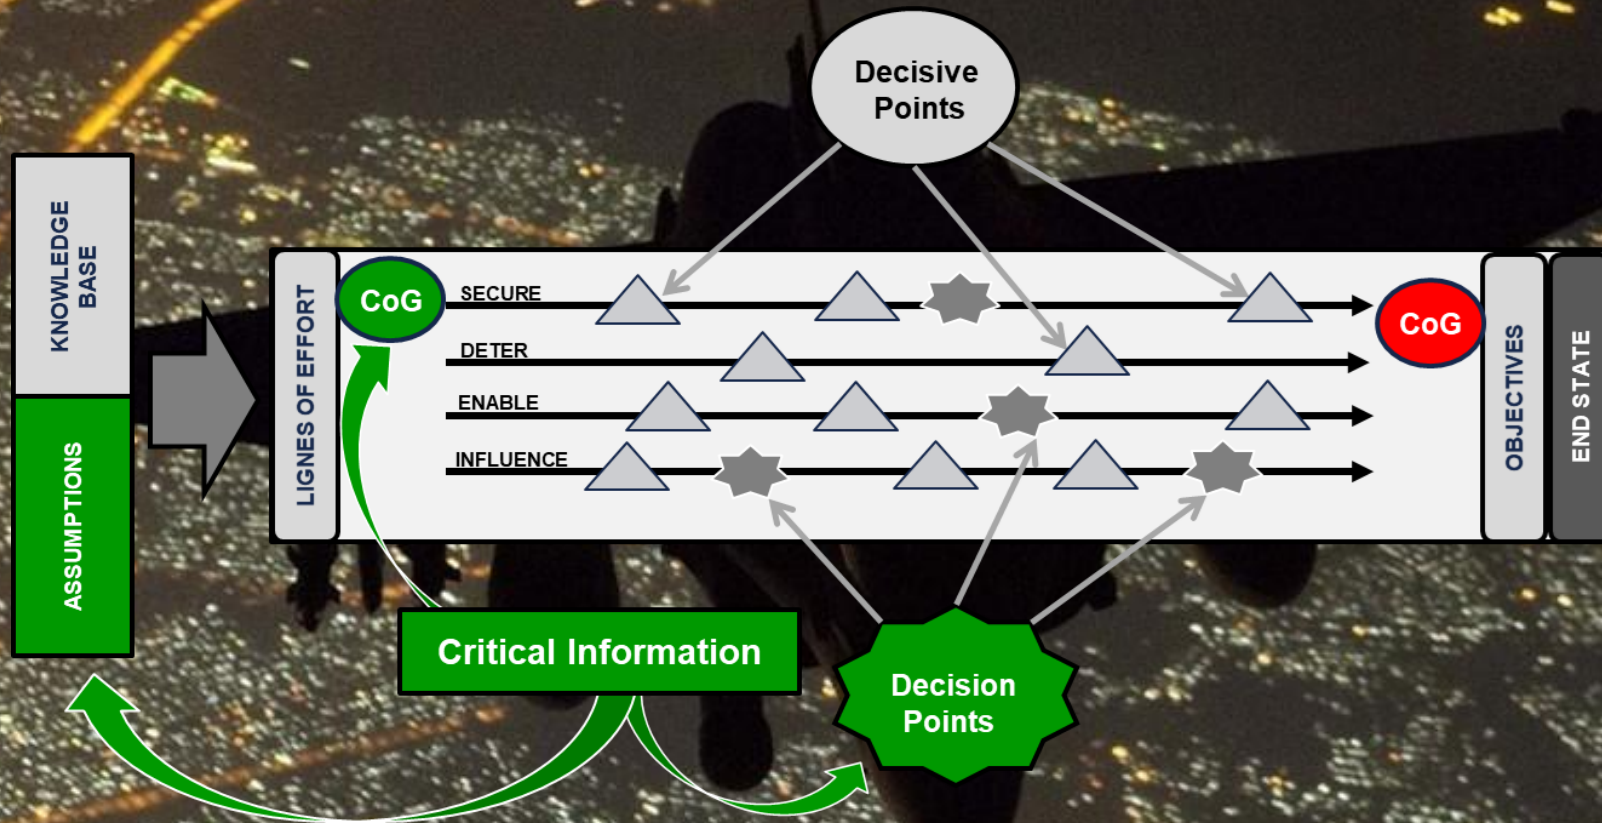 Decisive
Points
KNOWLEDGE
BASE
ASSUMPTIONS
LIGNES OF EFFORT
CoG
SECURE
DETER
ENABLE
INFLUENCE
CoG
OBJECTIVES
END STATE
Critical Information
Decision
Points